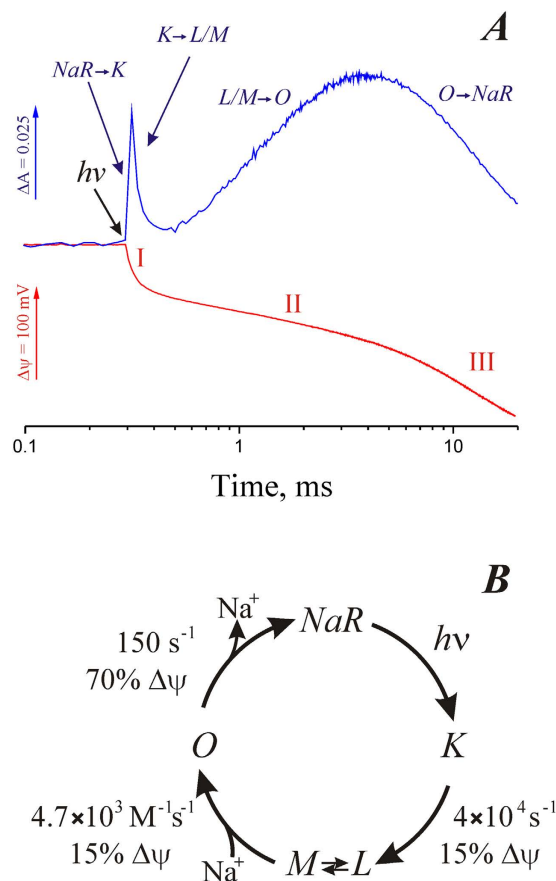 A
K→L/M
NaR→K
L/M→O
O→NaR
hν
ΔA = 0.025
I
II
III
Δψ = 100 mV
0.1
1
10
Time, ms
B
Na⁺
NaR
hν
150 s⁻¹
70% Δψ
O
K
4.7×10³ M⁻¹s⁻¹
15% Δψ
Na⁺
M⇌L
4×10⁴ s⁻¹
15% Δψ